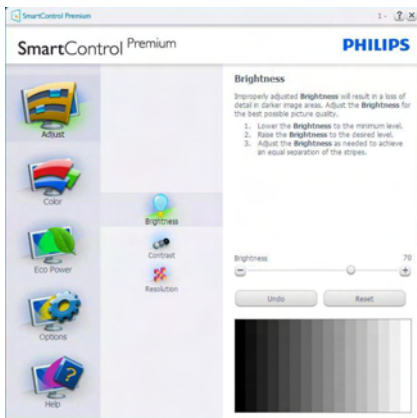 SmartControl Premium
1 - ? ×
SmartControl Premium
PHILIPS
Adjust
Color
Eco Power
Options
Help
Brightness
Contrast
Resolution
Brightness
Improperly adjusted Brightness will result in a loss of
detail in darker image areas. Adjust the Brightness for
the best possible picture quality.
1. Lower the Brightness to the minimum level.
2. Raise the Brightness to the desired level.
3. Adjust the Brightness as needed to achieve
an equal separation of the stripes.
Brightness 70
Undo Reset